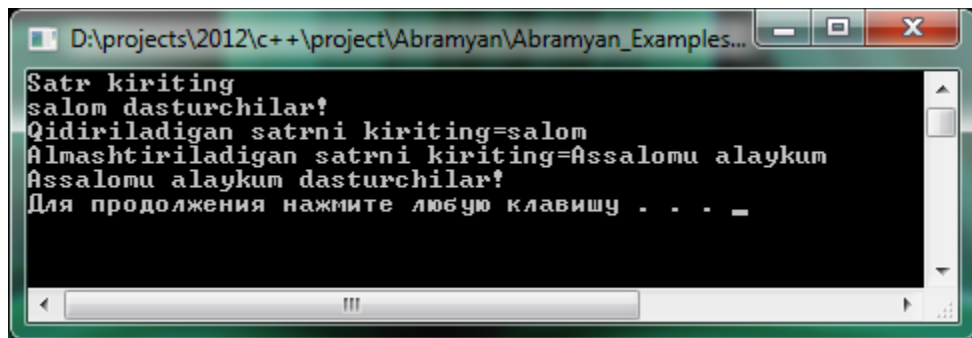 D:\projects\2012\c++\project\Abramyan\Abramyan_Examples...
Satr kiriting
salom dasturchilar!
Qidiriladigan satrni kiriting=salom
Almashtiriladigan satrni kiriting=Assalomu alaykum
Assalomu alaykum dasturchilar!
Для продолжения нажмите любую клавишу . . . _